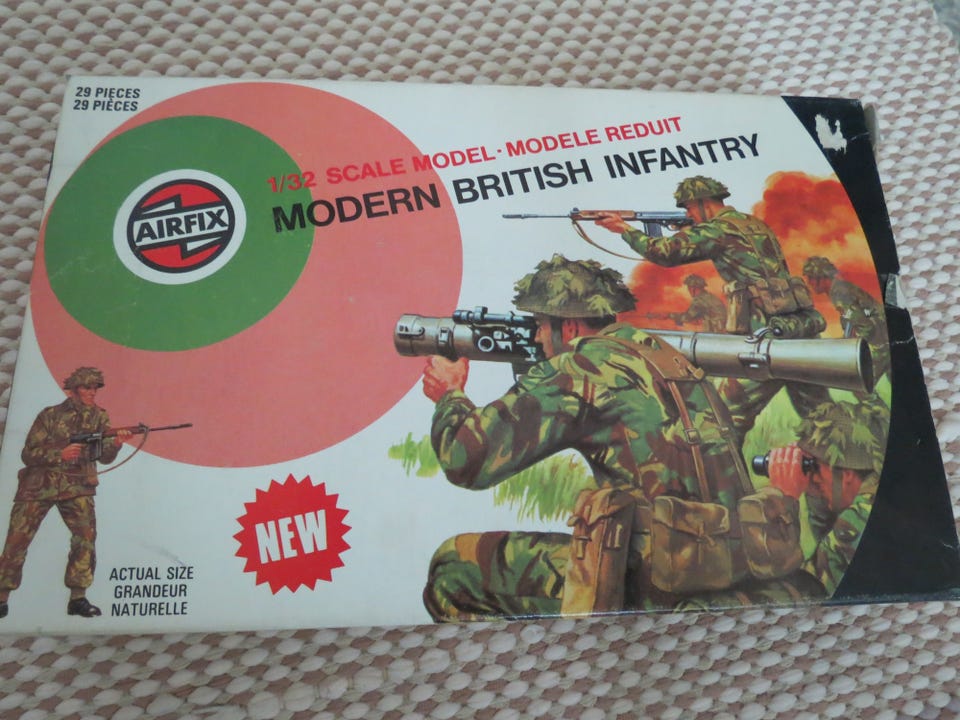 29 PIECES
29 PIÈCES
AIRFIX
1/32 SCALE MODEL · MODELE REDUIT
MODERN BRITISH INFANTRY
NEW
ACTUAL SIZE
GRANDEUR
NATURELLE